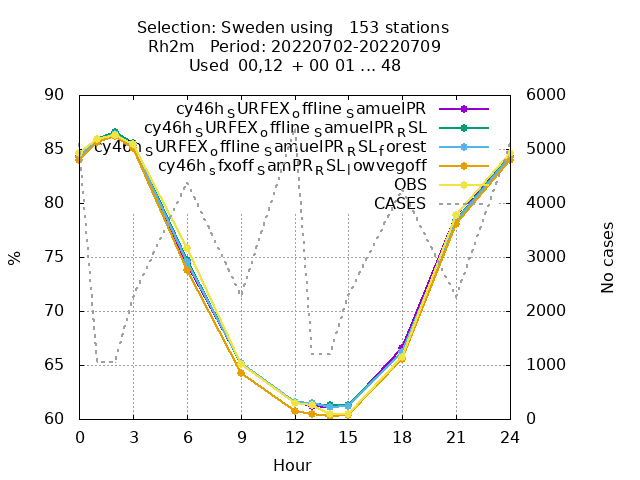 Selection: Sweden using 153 stations
Rh2m Period: 20220702-20220709
Used 00,12 + 00 01 ... 48
90
85
80
75
70
65
60
6000
5000
4000
3000
2000
1000
0
cy46h_SURFEX_offline_SamuelPR
cy46h_SURFEX_offline_SamuelPR_RSL
cy46h_SURFEX_offline_SamuelPR_RSL_forest
cy46h_sfxoff_SamPR_RSL_lowvegoff
OBS
CASES
%
No cases
0 3 6 9 12 15 18 21 24
Hour